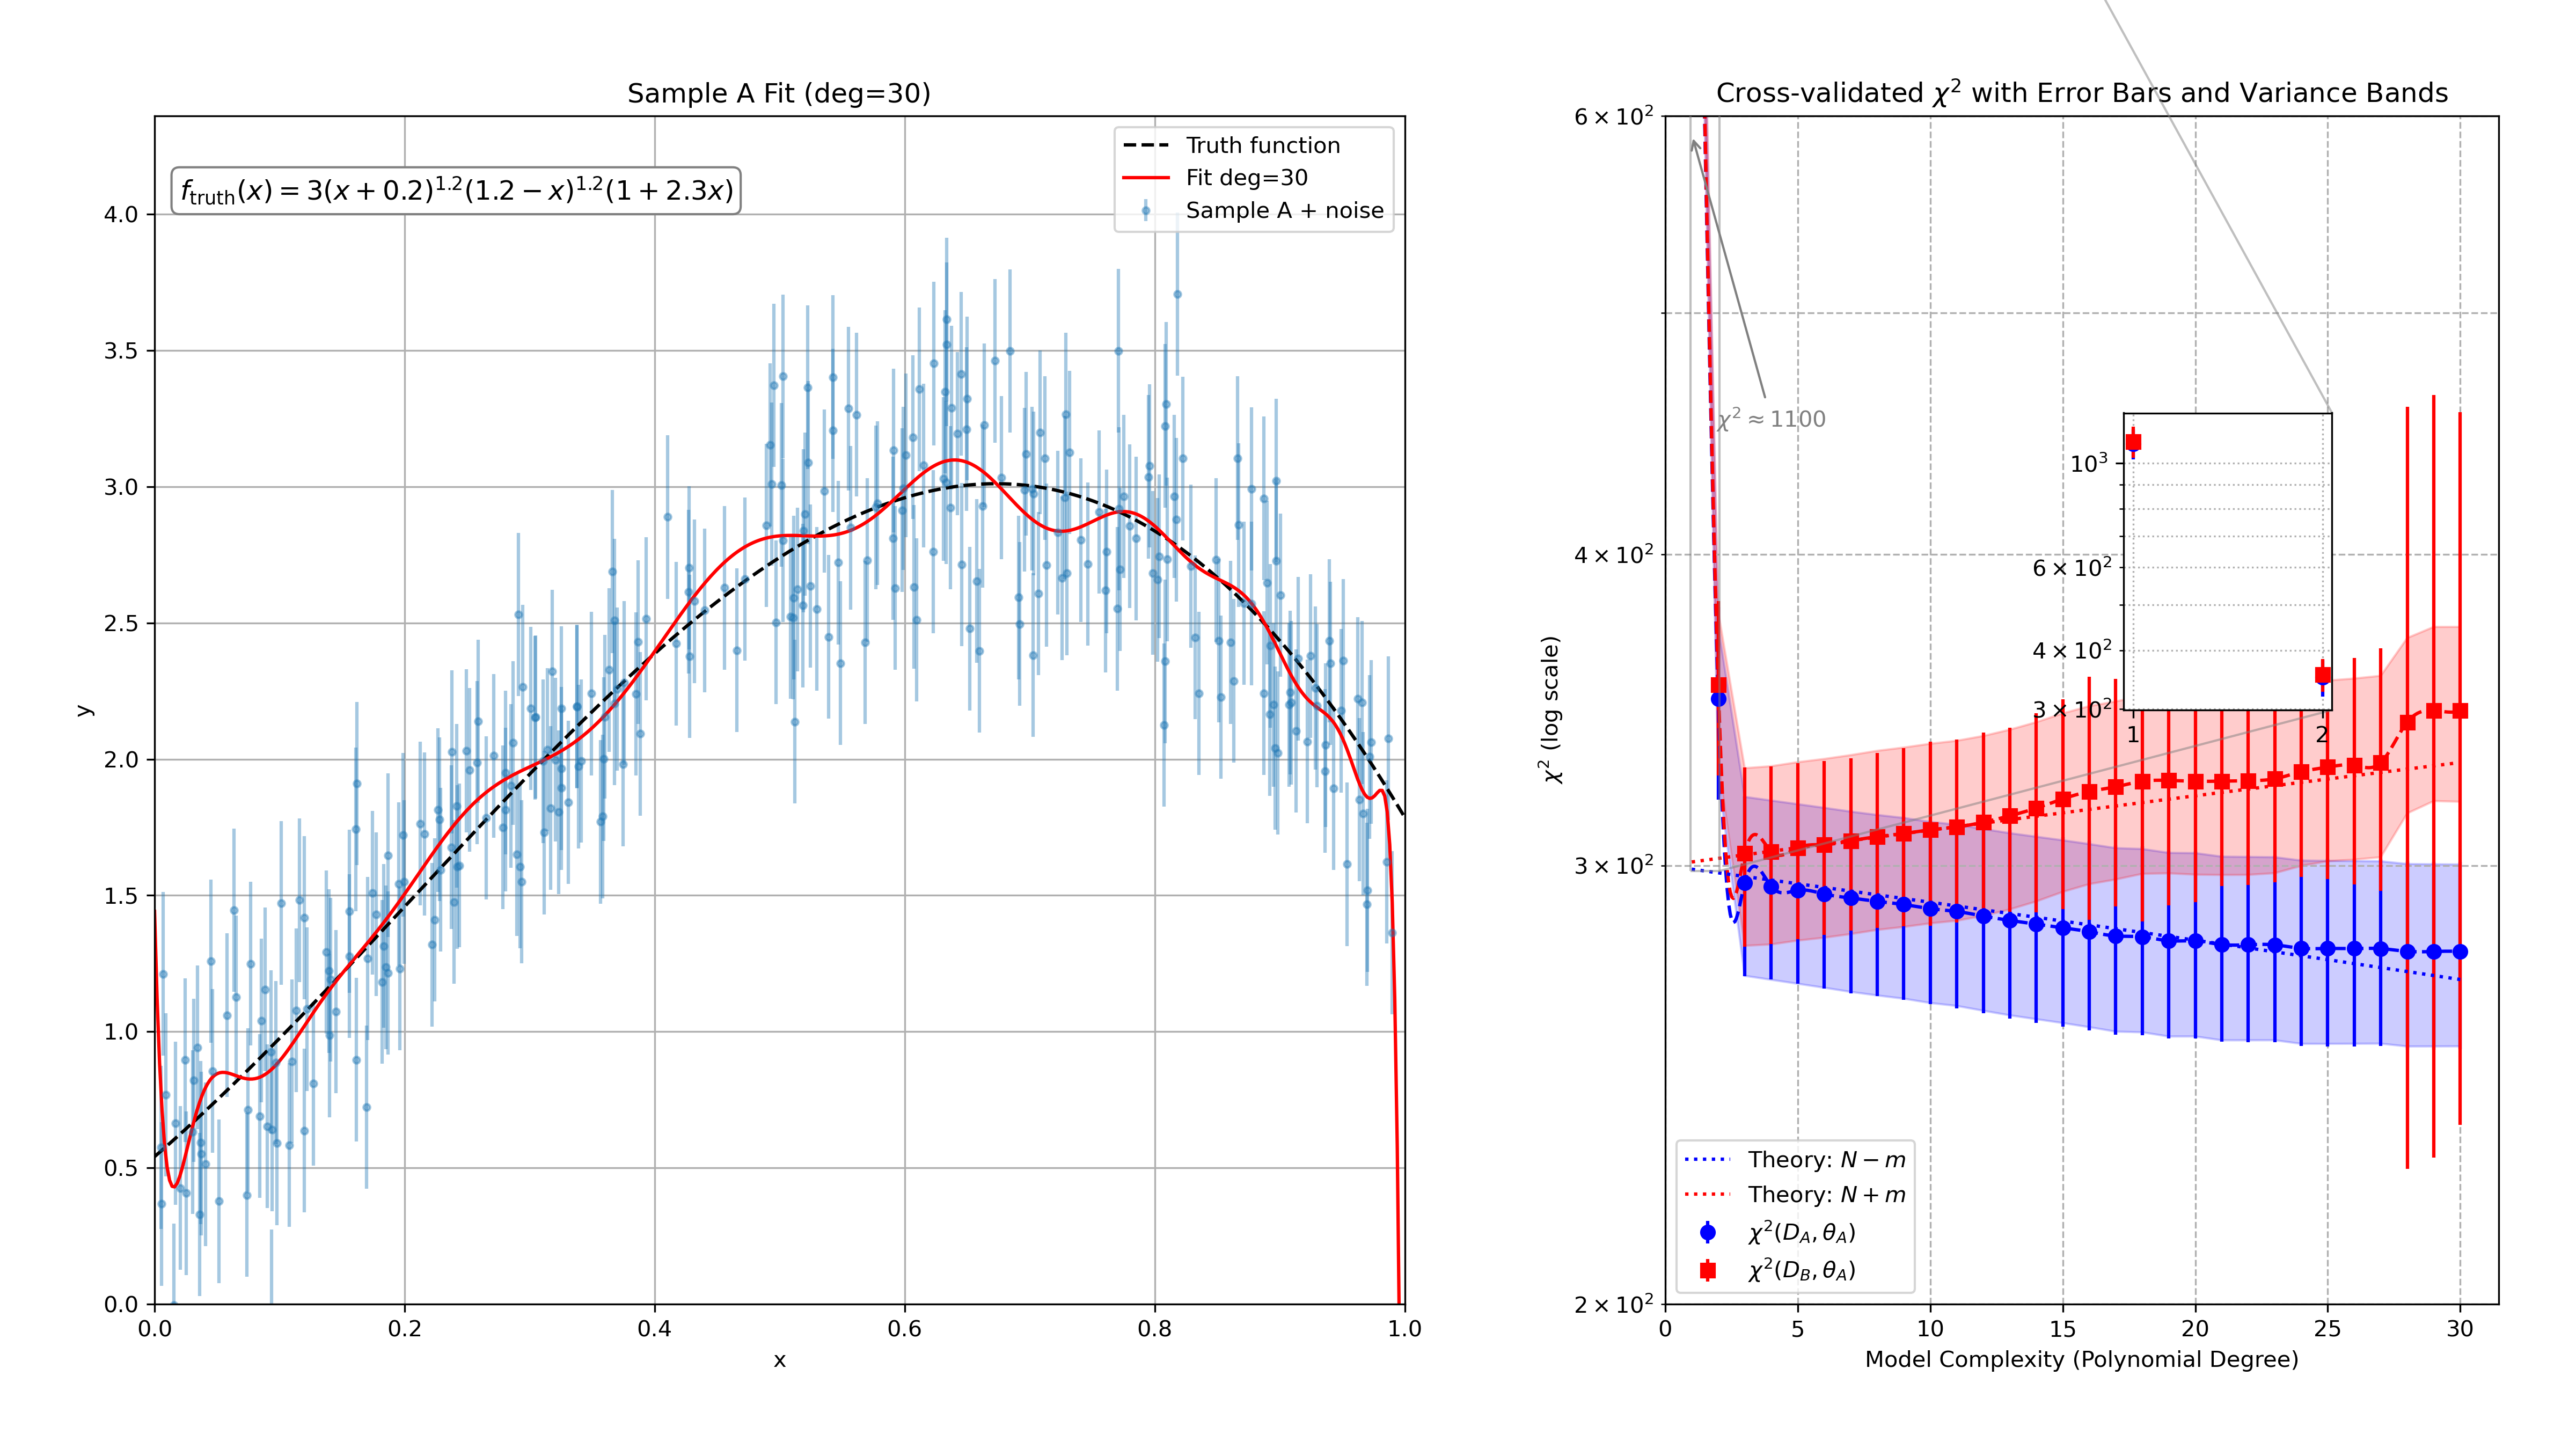 Sample A Fit (deg=30)
f_truth(x) = 3(x + 0.2)^1.2(1.2 − x)^1.2(1 + 2.3x)
Truth function
Fit deg=30
Sample A + noise
y
4.0
3.5
3.0
2.5
2.0
1.5
1.0
0.5
0.0
0.0 0.2 0.4 0.6 0.8 1.0
x
Cross-validated χ² with Error Bars and Variance Bands
χ² (log scale)
6 × 10²
4 × 10²
3 × 10²
2 × 10²
χ² ≈ 1100
10³
6 × 10²
4 × 10²
3 × 10²
1 2
Theory: N − m
Theory: N + m
χ²(D_A, θ_A)
χ²(D_B, θ_A)
0 5 10 15 20 25 30
Model Complexity (Polynomial Degree)